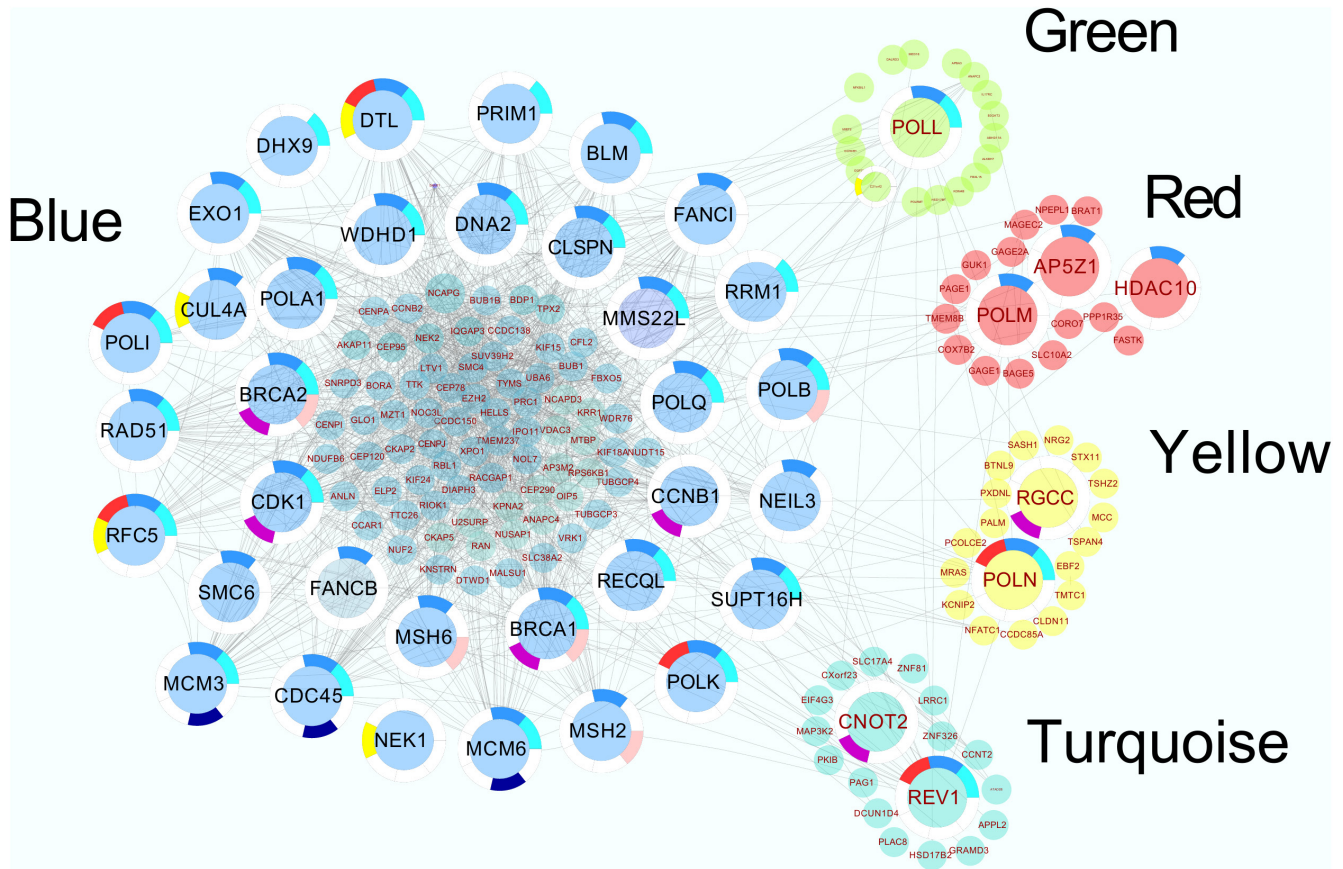 Green
Blue
Red
Yellow
Turquoise
DTL
PRIM1
DHX9
BLM
EXO1
WDHD1
DNA2
CLSPN
FANCI
CUL4A
POLA1
MMS22L
RRM1
POLI
BRCA2
POLQ
POLB
RAD51
CDK1
CCNB1
NEIL3
RFC5
SMC6
FANCB
RECQL
SUPT16H
MSH6
BRCA1
MCM3
CDC45
POLK
NEK1
MCM6
MSH2
NCAPG
BUB1B
BDP1
CENPA
CCNB2
TPX2
IQGAP3
CCDC138
AKAP11
CEP95
NEK2
KIF15
CFL2
SUV39H2
LTV1
SMC4
BUB1
SNRPD3
BORA
TTK
CEP78
TYMS
UBA6
FBXO5
EZH2
PRC1
NCAPD3
CENPI
GLO1
MZT1
NOC3L
HELLS
KRR1
WDR76
CCDC150
IPO11
VDAC3
TMEM237
MTBP
NDUFB6
CEP120
CKAP2
CENPJ
XPO1
NOL7
KIF18A
NUDT15
RBL1
AP3M2
RPS6KB1
ANLN
ELP2
KIF24
RACGAP1
CEP290
TUBGCP4
DIAPH3
OIP5
TTC26
RIOK1
KPNA2
CCAR1
U2SURP
ANAPC4
TUBGCP3
NUF2
CKAP5
RAN
NUSAP1
VRK1
SLC38A2
KNSTRN
DTWD1
MALSU1
POLL
NPEPL1
BRAT1
MAGEC2
GAGE2A
AP5Z1
GUK1
HDAC10
PAGE1
POLM
TMEM8B
CORO7
PPP1R35
FASTK
COX7B2
SLC10A2
GAGE1
BAGE5
SASH1
NRG2
STX11
BTNL9
TSHZ2
RGCC
PXDNL
PALM
MCC
TSPAN4
PCOLCE2
EBF2
MRAS
POLN
TMTC1
KCNIP2
CLDN11
NFATC1
CCDC85A
SLC17A4
ZNF81
CXorf23
EIF4G3
LRRC1
CNOT2
MAP3K2
ZNF326
CCNT2
PKIB
PAG1
REV1
DCUN1D4
APPL2
PLAC8
HSD17B2
GRAMD3